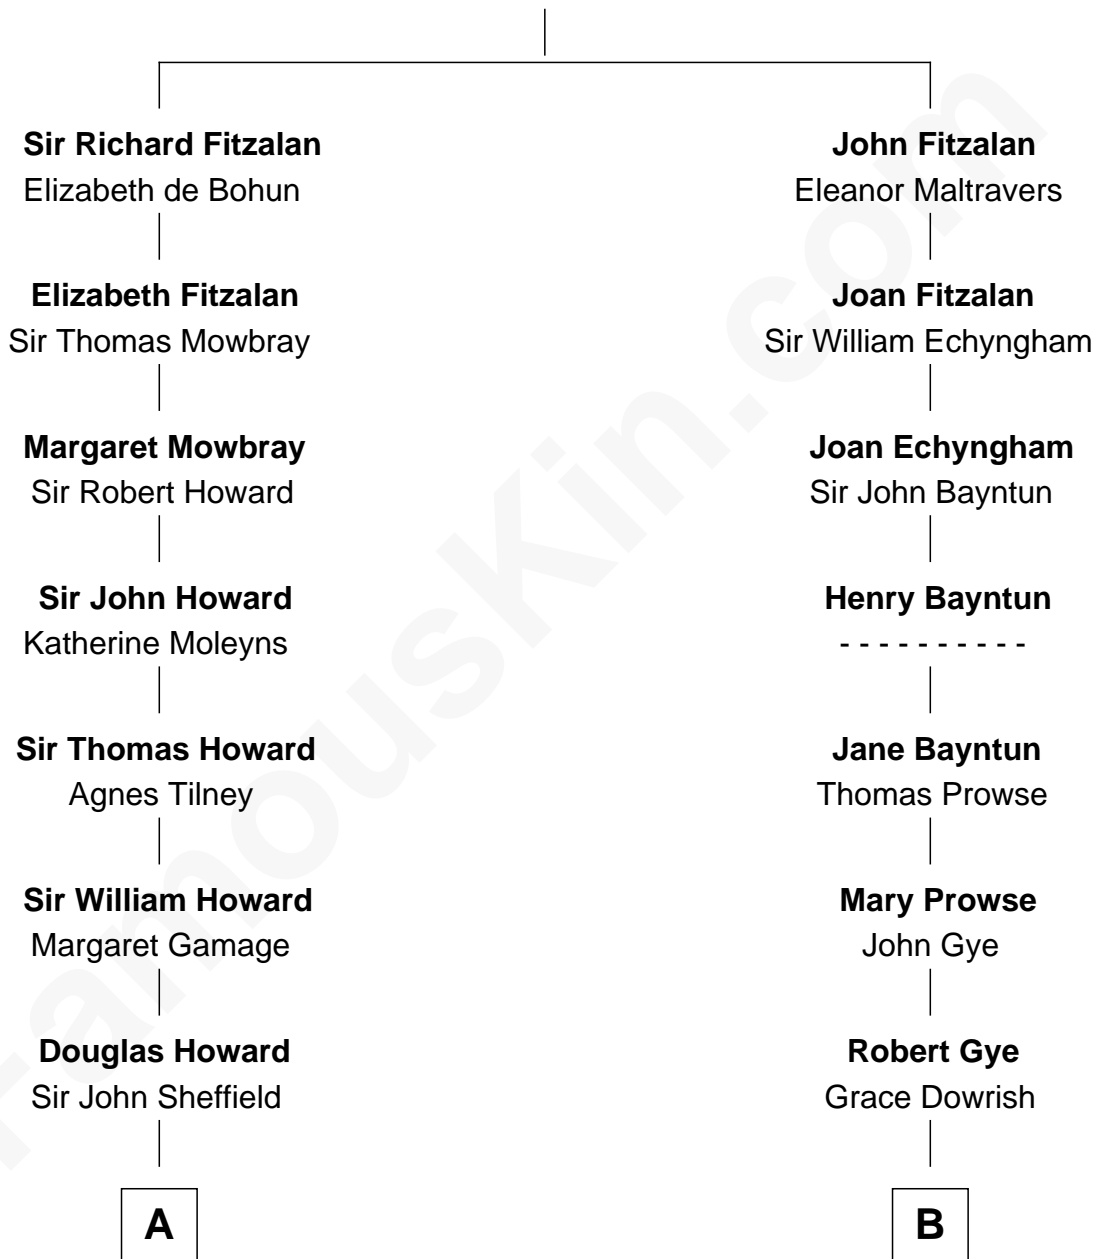 Sir Richard Fitzalan
Elizabeth de Bohun
Elizabeth Fitzalan
Sir Thomas Mowbray
Margaret Mowbray
Sir Robert Howard
Sir John Howard
Katherine Moleyns
Sir Thomas Howard
Agnes Tilney
Sir William Howard
Margaret Gamage
Douglas Howard
Sir John Sheffield
A
John Fitzalan
Eleanor Maltravers
Joan Fitzalan
Sir William Echyngham
Joan Echyngham
Sir John Bayntun
Henry Bayntun
- - - - - - - - - -
Jane Bayntun
Thomas Prowse
Mary Prowse
John Gye
Robert Gye
Grace Dowrish
B
FamousKin.com